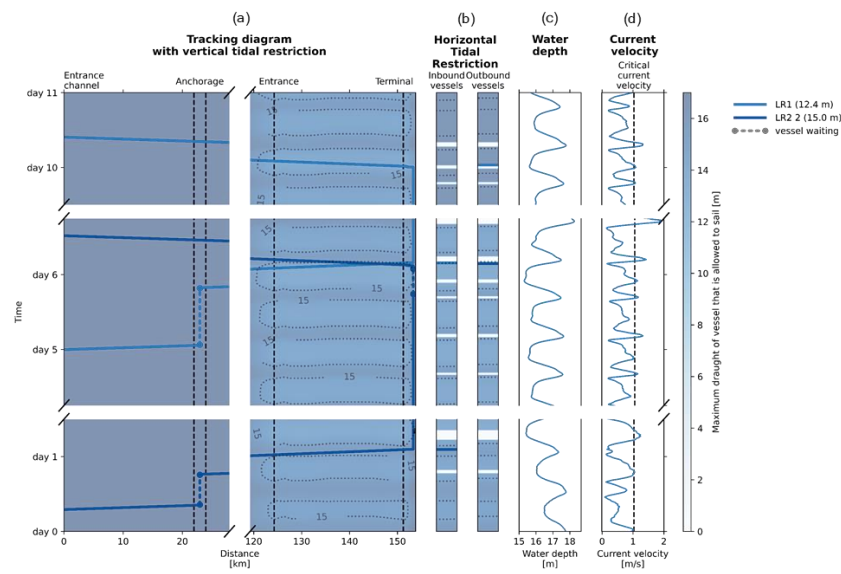 (a)
(b)
(c)
(d)
Tracking diagram
with vertical tidal restriction
Horizontal
Tidal
Restriction
Water
depth
Current
velocity
Entrance
channel
Anchorage
Entrance
Terminal
Inbound
vessels
Outbound
vessels
Critical
current
velocity
day 11
day 10
day 6
day 5
day 1
day 0
Time
15
15
15
15
15
15
15
15
15
15
15
0
10
20
120
130
140
150
Distance
[km]
15 16 17 18
Water depth
[m]
0
1
2
Current velocity
[m/s]
16
14
12
10
8
6
4
2
0
Maximum draught of vessel that is allowed to sail [m]
LR1 (12.4 m)
LR2 2 (15.0 m)
vessel waiting